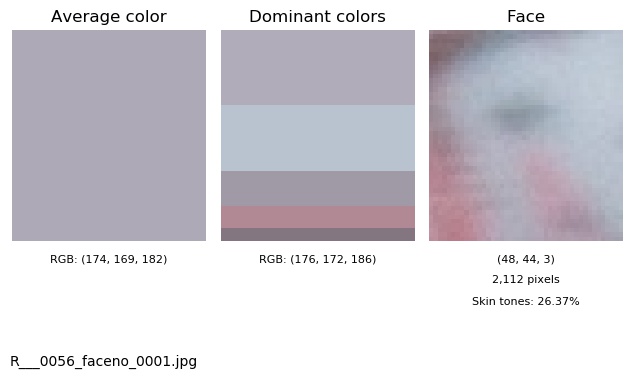 Average color
Dominant colors
Face
RGB: (174, 169, 182)
RGB: (176, 172, 186)
(48, 44, 3)
2,112 pixels
Skin tones: 26.37%
R___0056_faceno_0001.jpg